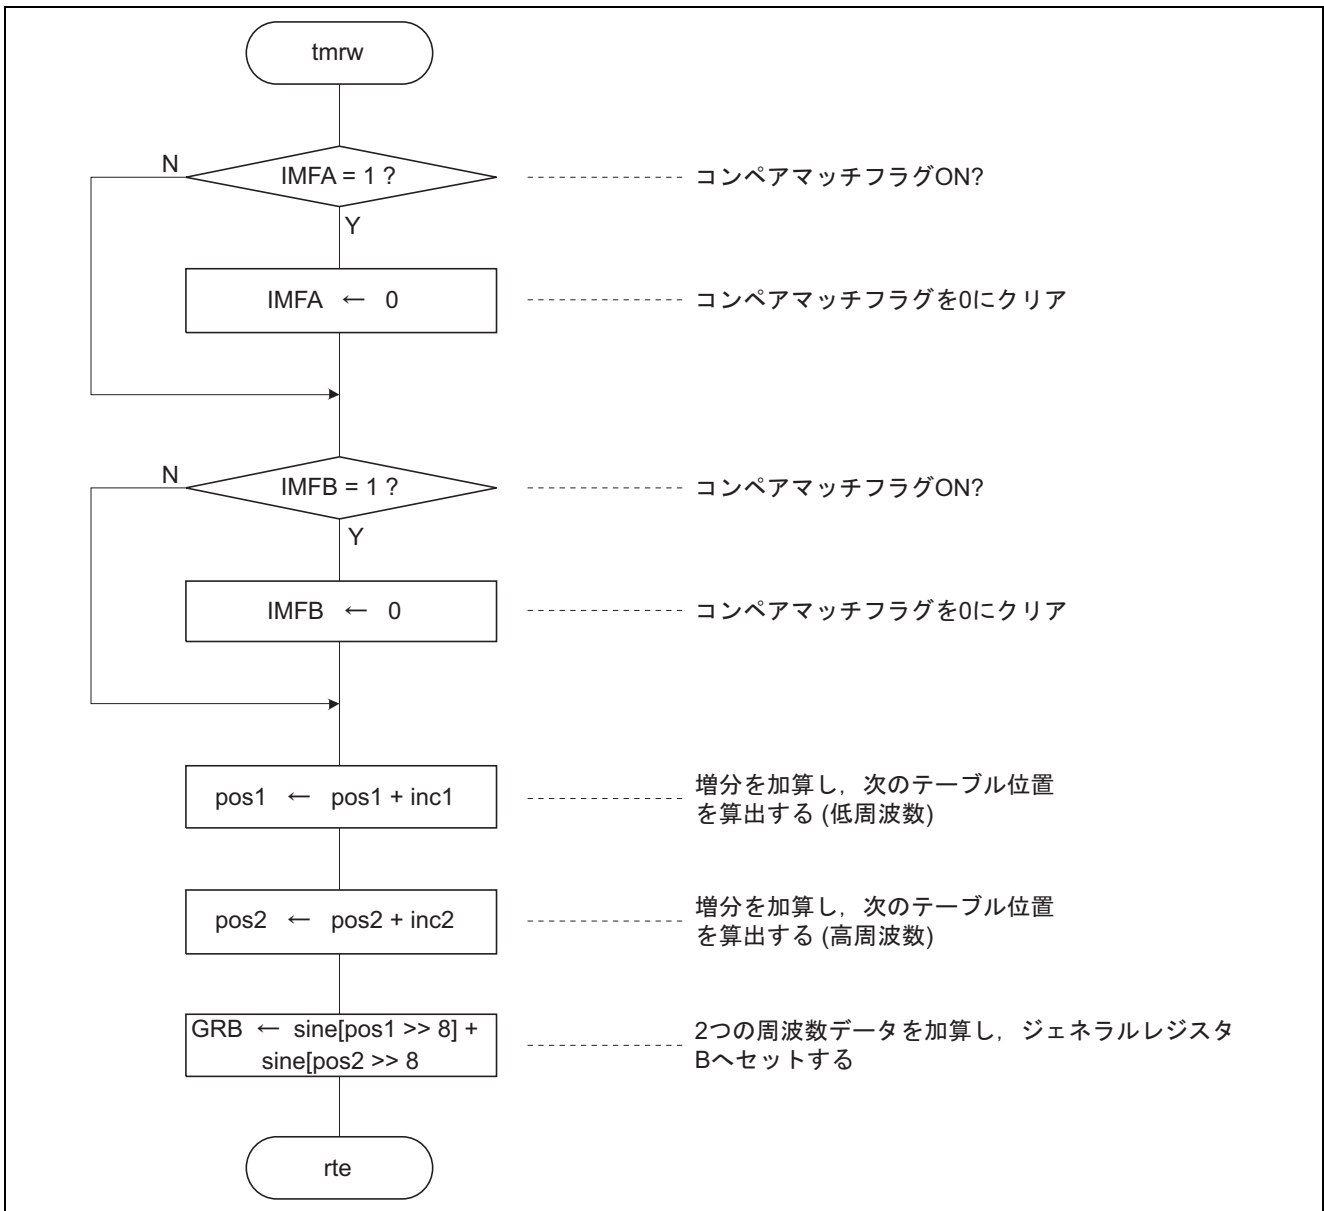 tmrw
N
IMFA = 1 ?
コンペアマッチフラグON?
Y
IMFA ← 0
コンペアマッチフラグを0にクリア
N
IMFB = 1 ?
コンペアマッチフラグON?
Y
IMFB ← 0
コンペアマッチフラグを0にクリア
pos1 ← pos1 + inc1
増分を加算し，次のテーブル位置
を算出する (低周波数)
pos2 ← pos2 + inc2
増分を加算し，次のテーブル位置
を算出する (高周波数)
GRB ← sine[pos1 >> 8] +
sine[pos2 >> 8
2つの周波数データを加算し，ジェネラルレジスタ
Bへセットする
rte